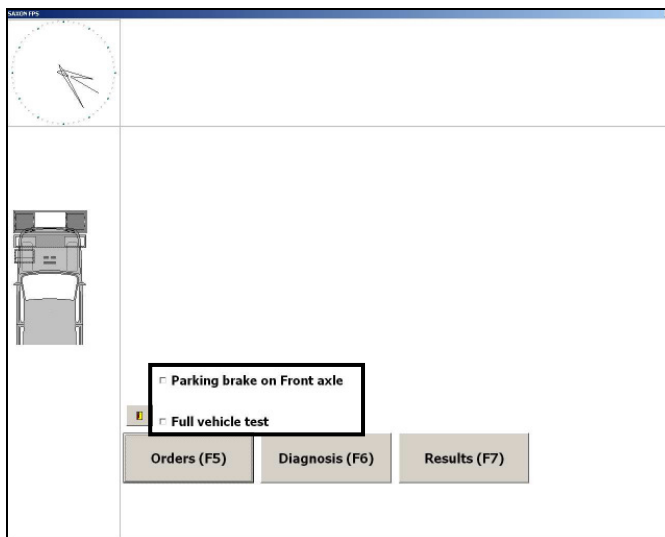 SAXON FPS
Parking brake on Front axle
Full vehicle test
Orders (F5) Diagnosis (F6) Results (F7)